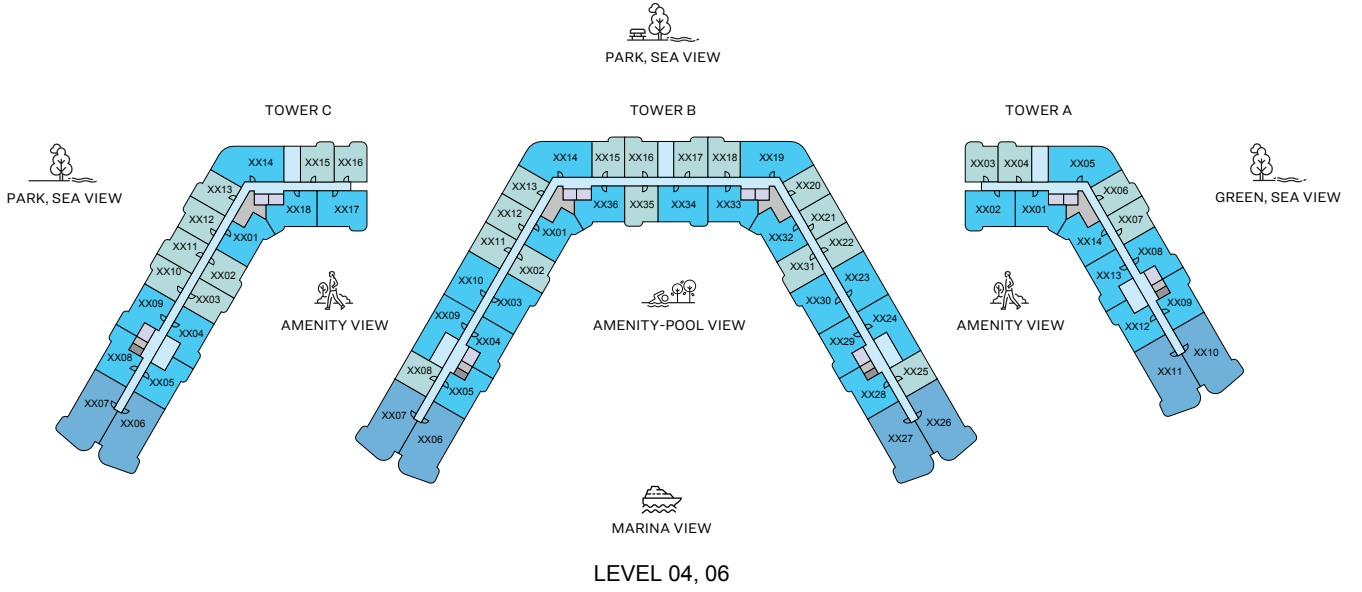 PARK, SEA VIEW
TOWER C
TOWER B
TOWER A
PARK, SEA VIEW
GREEN, SEA VIEW
XX14
XX15
XX16
XX13
XX12
XX11
XX10
XX09
XX08
XX07
XX06
XX05
XX04
XX03
XX02
XX01
XX18
XX17
XX14
XX15
XX16
XX17
XX18
XX19
XX13
XX12
XX11
XX10
XX09
XX08
XX07
XX06
XX05
XX04
XX03
XX02
XX01
XX36
XX35
XX34
XX33
XX32
XX31
XX30
XX29
XX28
XX27
XX26
XX25
XX24
XX23
XX22
XX21
XX20
XX03
XX04
XX05
XX06
XX07
XX08
XX09
XX10
XX11
XX12
XX13
XX14
XX01
XX02
AMENITY VIEW
AMENITY-POOL VIEW
AMENITY VIEW
MARINA VIEW
LEVEL 04, 06